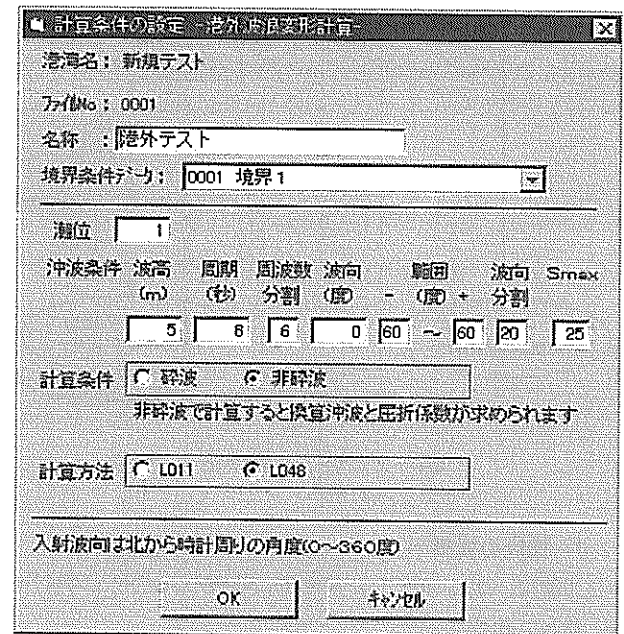 計算条件の設定 -港外波浪変形計算-
港湾名： 新規テスト
ファイルNo： 0001
名称 ： 港外テスト
境界条件データ： 0001 境界1
潮位 1
沖波条件 波高 周期 周波数 波向 範囲 波向 Smax
(m) (秒) 分割 (度) - (度) + 分割
5 8 6 0 60 ～ 60 20 25
計算条件 砕波 非砕波
非砕波で計算すると換算沖波と屈折係数が求められます
計算方法 L011 L048
入射波向は北から時計周りの角度(0～360度)
OK キャンセル